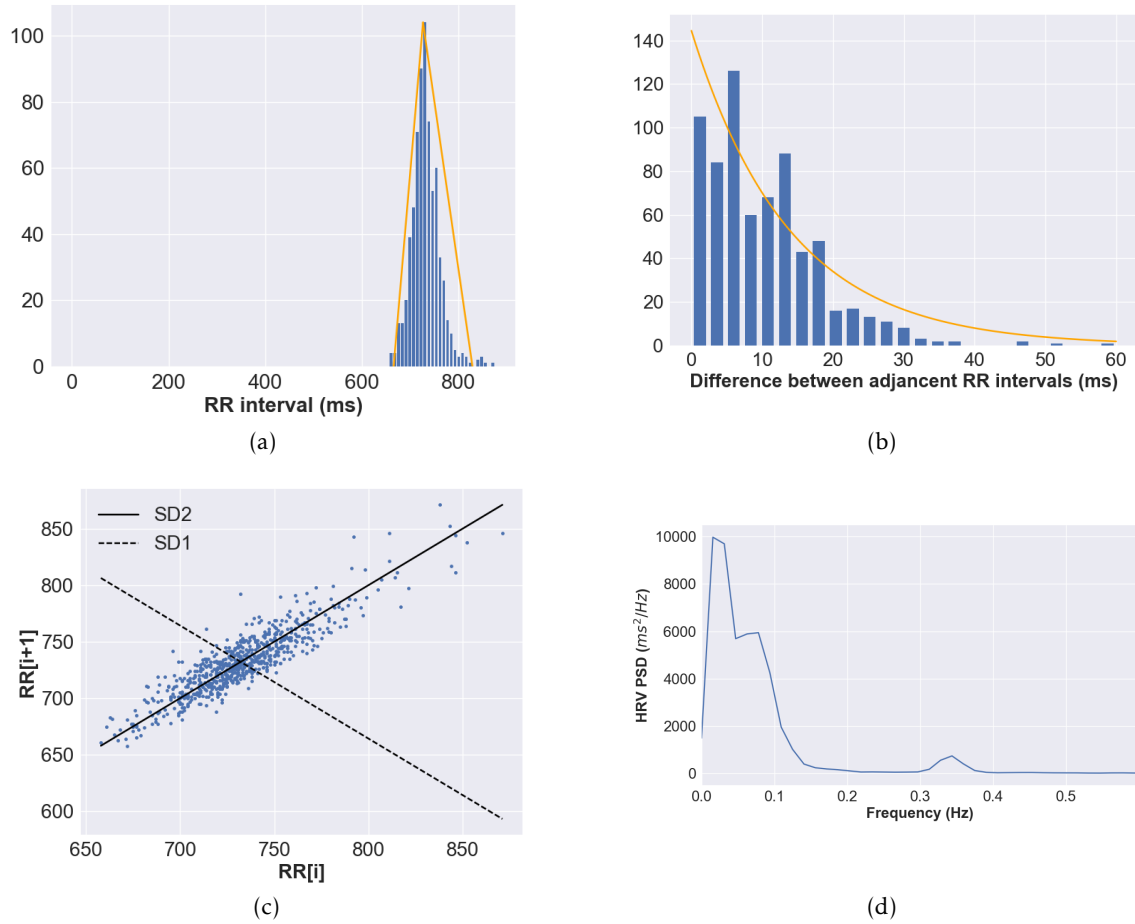 100
80
60
40
20
0
0 200 400 600 800
RR interval (ms)
(a)
140
120
100
80
60
40
20
0
0 10 20 30 40 50 60
Difference between adjancent RR intervals (ms)
(b)
SD2
SD1
850
800
750
700
650
600
RR[i+1]
650 700 750 800 850
RR[i]
(c)
10000
8000
6000
4000
2000
0
HRV PSD (ms²/Hz)
0.0 0.1 0.2 0.3 0.4 0.5
Frequency (Hz)
(d)